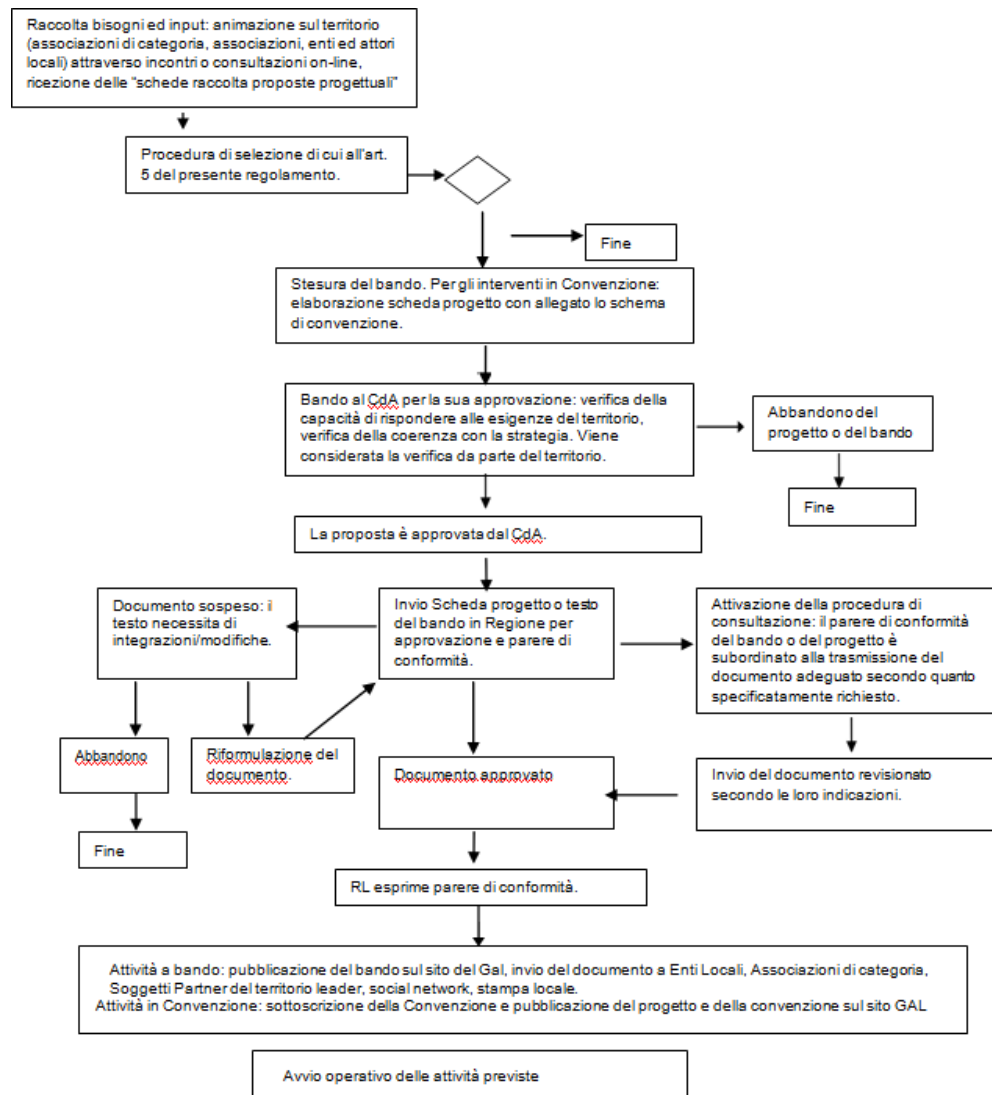 Raccolta bisogni ed input: animazione sul territorio
(associazioni di categoria, associazioni, enti ed attori
locali) attraverso incontri o consultazioni on-line,
ricezione delle "schede raccolta proposte progettuali"
Procedura di selezione di cui all'art.
5 del presente regolamento.
Fine
Stesura del bando. Per gli interventi in Convenzione:
elaborazione scheda progetto con allegato lo schema
di convenzione.
Bando al CdA per la sua approvazione: verifica della
capacità di rispondere alle esigenze del territorio,
verifica della coerenza con la strategia. Viene
considerata la verifica da parte del territorio.
Abbandono del
progetto o del bando
Fine
La proposta è approvata dal CdA.
Documento sospeso: il
testo necessita di
integrazioni/modifiche.
Invio Scheda progetto o testo
del bando in Regione per
approvazione e parere di
conformità.
Attivazione della procedura di
consultazione: il parere di conformità
del bando o del progetto è
subordinato alla trasmissione del
documento adeguato secondo quanto
specificatamente richiesto.
Abbandono
Riformulazione del
documento.
Documento approvato
Invio del documento revisionato
secondo le loro indicazioni.
Fine
RL esprime parere di conformità.
Attività a bando: pubblicazione del bando sul sito del Gal, invio del documento a Enti Locali, Associazioni di categoria,
Soggetti Partner del territorio leader, social network, stampa locale.
Attività in Convenzione: sottoscrizione della Convenzione e pubblicazione del progetto e della convenzione sul sito GAL
Avvio operativo delle attività previste